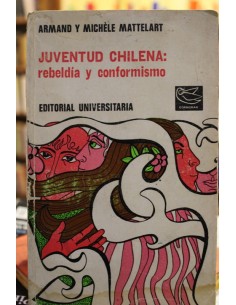 ARMAND Y MICHÈLE MATTELART
JUVENTUD CHILENA:
rebeldía y conformismo
EDITORIAL UNIVERSITARIA